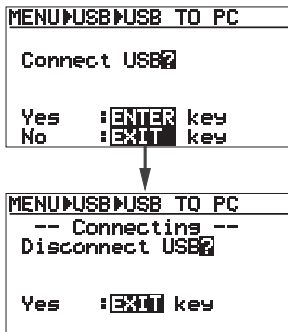 MENU▶USB▶USB TO PC
Connect USB?
Yes :ENTER key
No :EXIT key
MENU▶USB▶USB TO PC
-- Connecting --
Disconnect USB?
Yes :EXIT key